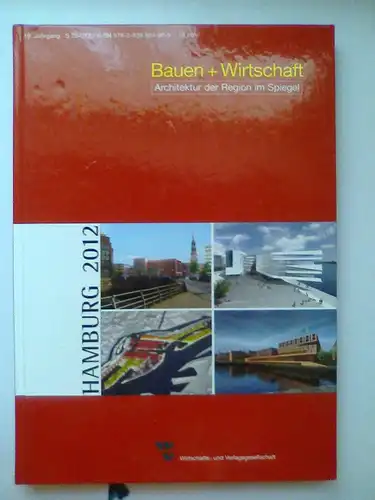 Bauen + Wirtschaft
Architektur der Region im Spiegel
HAMBURG 2012
Wirtschafts- und Verlagsgesellschaft